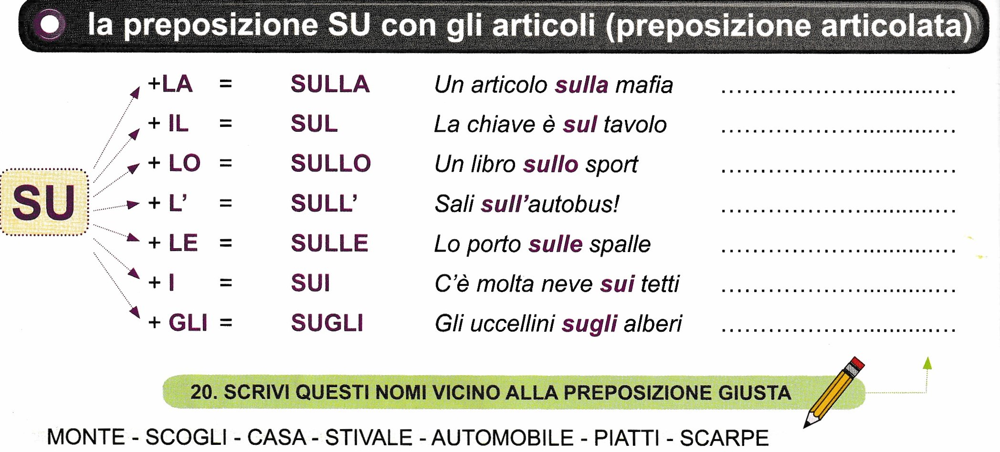 la preposizione SU con gli articoli (preposizione articolata)
+LA = SULLA Un articolo sulla mafia ................................
+ IL = SUL La chiave è sul tavolo ................................
+ LO = SULLO Un libro sullo sport ................................
SU + L' = SULL' Sali sull'autobus! ................................
+ LE = SULLE Lo porto sulle spalle ................................
+ I = SUI C'è molta neve sui tetti ................................
+ GLI = SUGLI Gli uccellini sugli alberi ................................
20. SCRIVI QUESTI NOMI VICINO ALLA PREPOSIZIONE GIUSTA
MONTE - SCOGLI - CASA - STIVALE - AUTOMOBILE - PIATTI - SCARPE